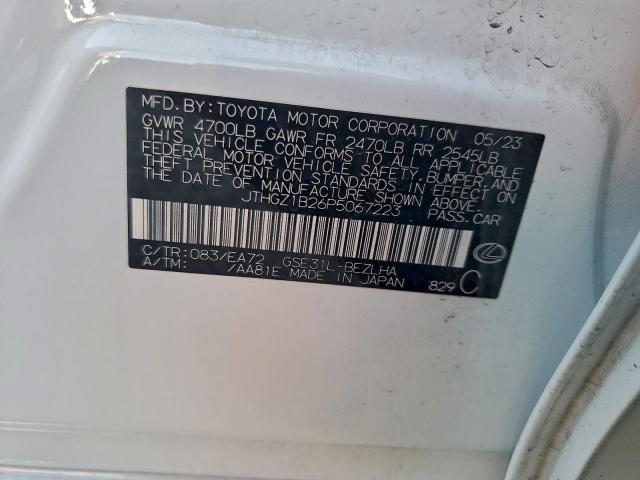 MFD. BY: TOYOTA MOTOR CORPORATION 05/23
GVWR 4700LB GAWR FR 2470LB RR 2545LB
THIS VEHICLE CONFORMS TO ALL APPLICABLE
FEDERAL MOTOR VEHICLE SAFETY, BUMPER, AND
THEFT PREVENTION STANDARDS IN EFFECT ON
THE DATE OF MANUFACTURE SHOWN ABOVE.
JTHGZ1B26P5067223 PASS.CAR
C/TR: 083/EA72 GSE31L-BEZLHA
A/TM: /AA81E MADE IN JAPAN 829 C